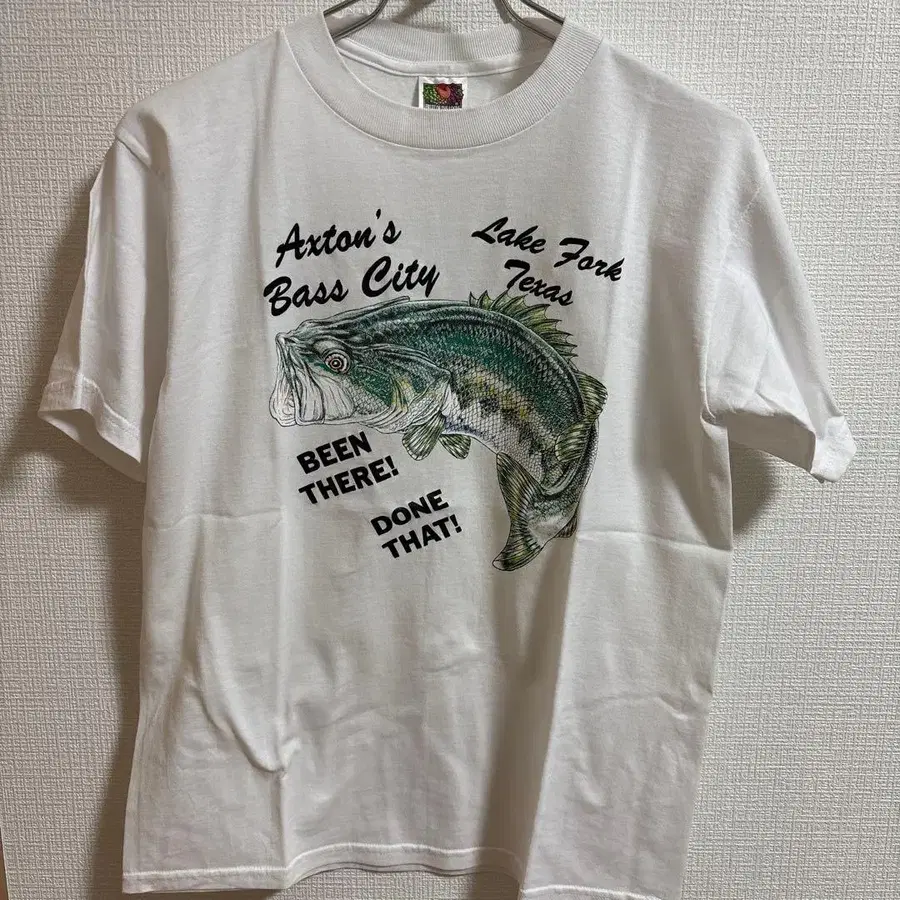 Axton's
Bass City
Lake Fork
Texas
BEEN
THERE!
DONE
THAT!